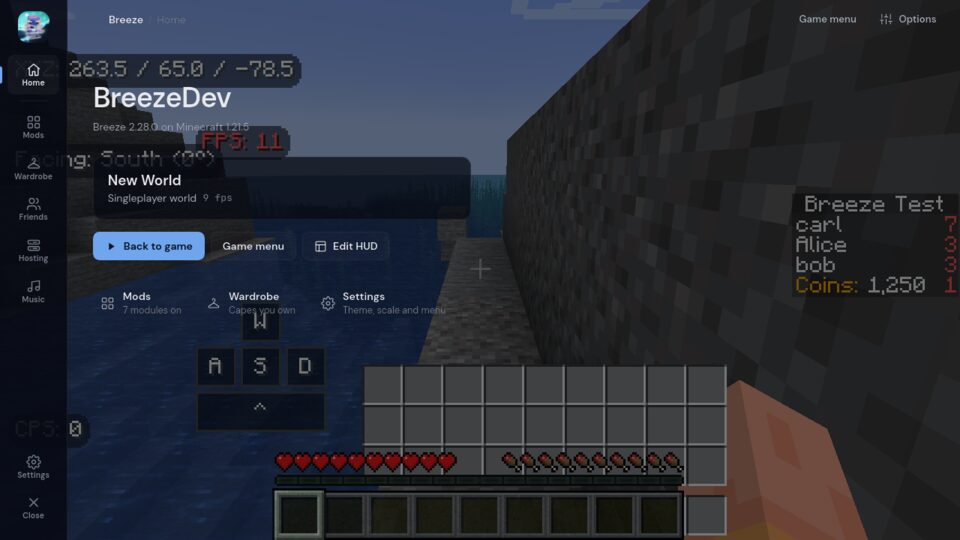 Breeze / Home
Game menu
Options
Home
XYZ: 263.5 / 65.0 / -78.5
BreezeDev
Breeze 2.28.0 on Minecraft 1.21.5
FPS: 11
Mods
Facing: South (0°)
Wardrobe
New World
Singleplayer world 9 fps
Friends
Breeze Test
carl 7
Alice 3
bob 3
Coins: 1,250 1
Back to game
Game menu
Edit HUD
Hosting
Music
Mods
7 modules on
Wardrobe
Capes you own
Settings
Theme, scale and menu
W
A S D
^
CPS: 0
Settings
Close